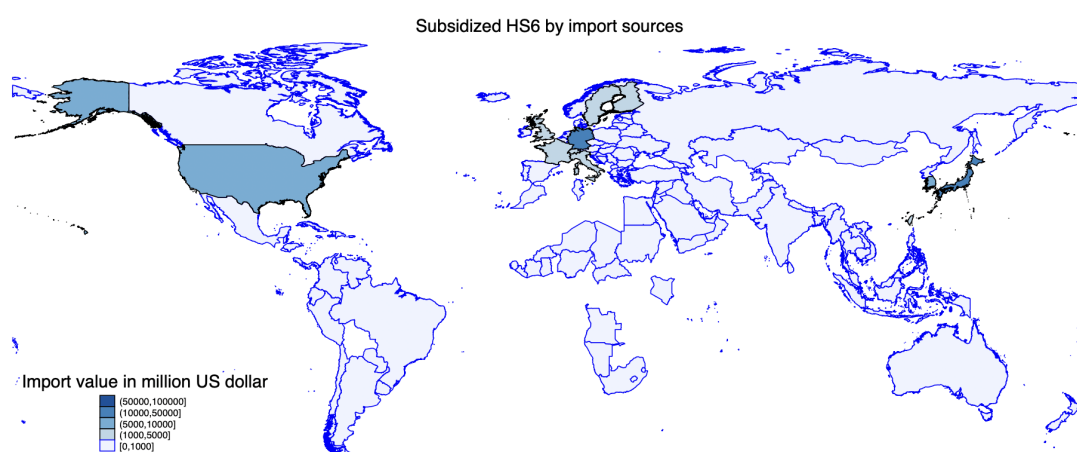 Subsidized HS6 by import sources
Import value in million US dollar
(50000,100000]
(10000,50000]
(5000,10000]
(1000,5000]
[0,1000]